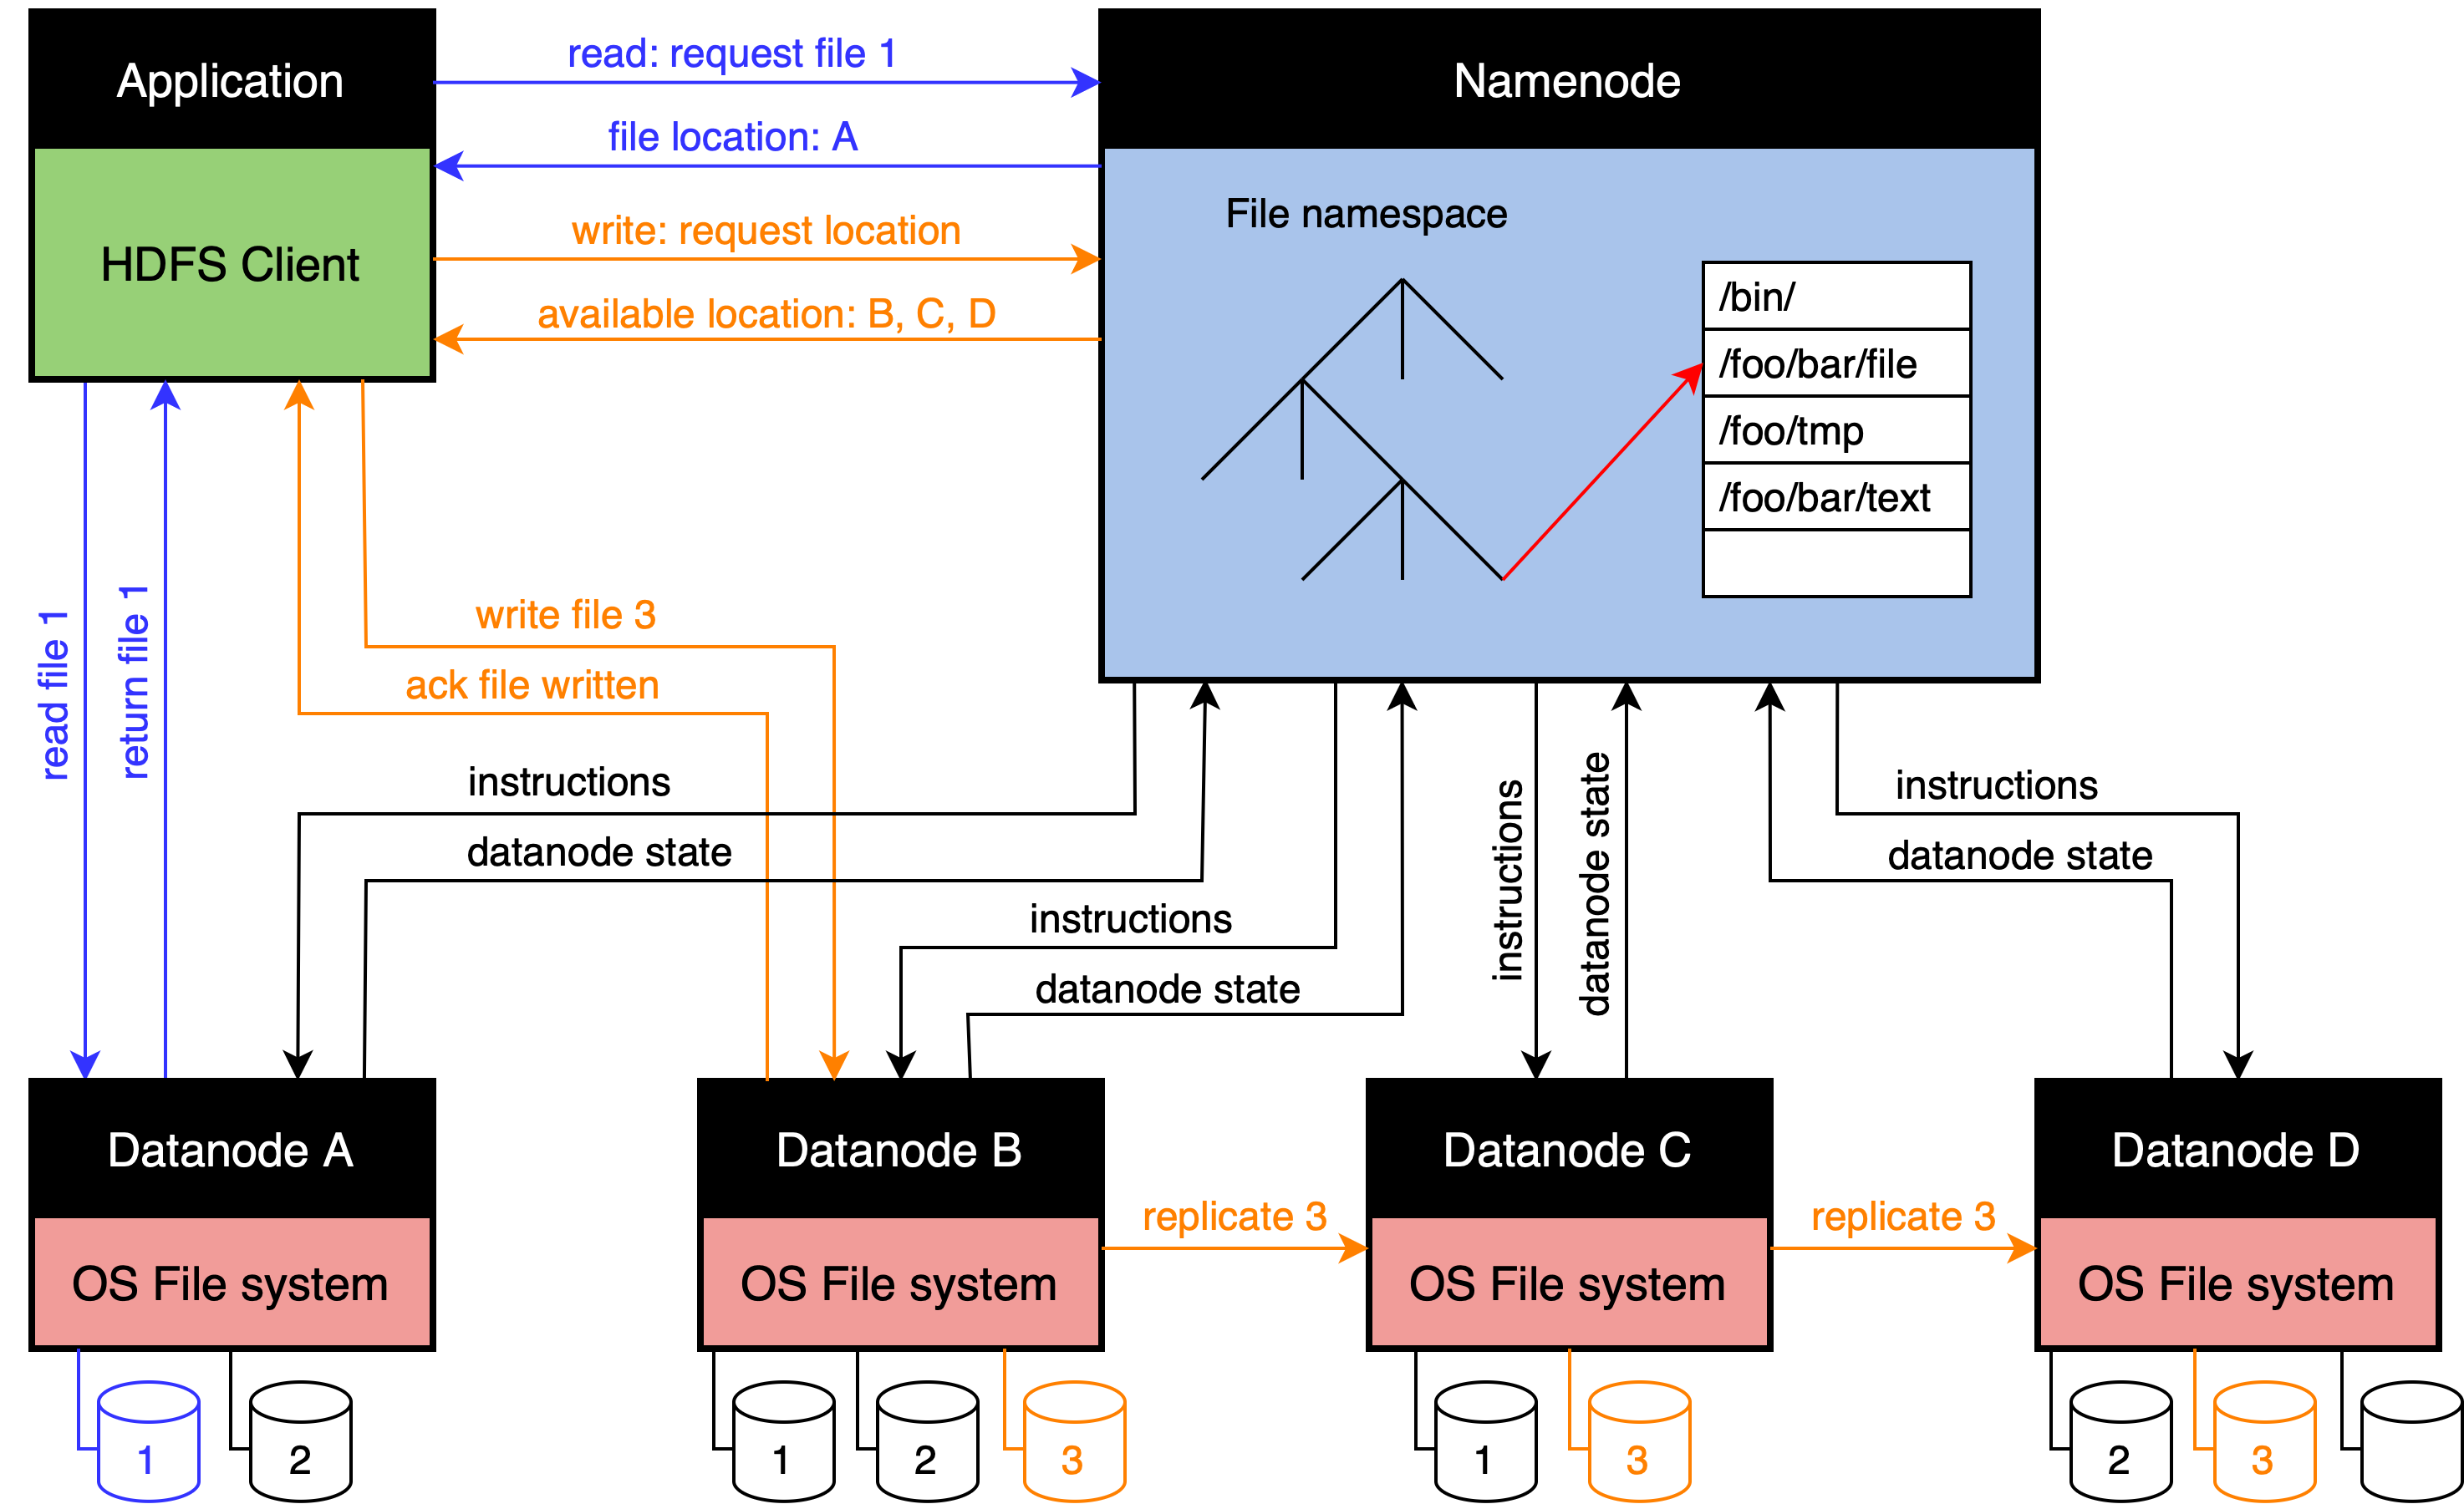 Application
HDFS Client
read: request file 1
file location: A
write: request location
available location: B, C, D
Namenode
File namespace
/bin/
/foo/bar/file
/foo/tmp
/foo/bar/text
read file 1
return file 1
write file 3
ack file written
instructions
datanode state
instructions
datanode state
instructions
datanode state
instructions
datanode state
Datanode A
OS File system
1
2
Datanode B
OS File system
1
2
3
replicate 3
Datanode C
OS File system
1
3
replicate 3
Datanode D
OS File system
2
3